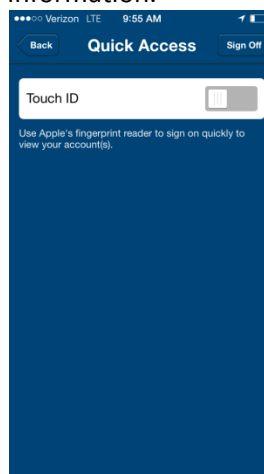 information.
Verizon LTE 9:55 AM
Back Quick Access Sign Off
Touch ID
Use Apple's fingerprint reader to sign on quickly to
view your account(s).